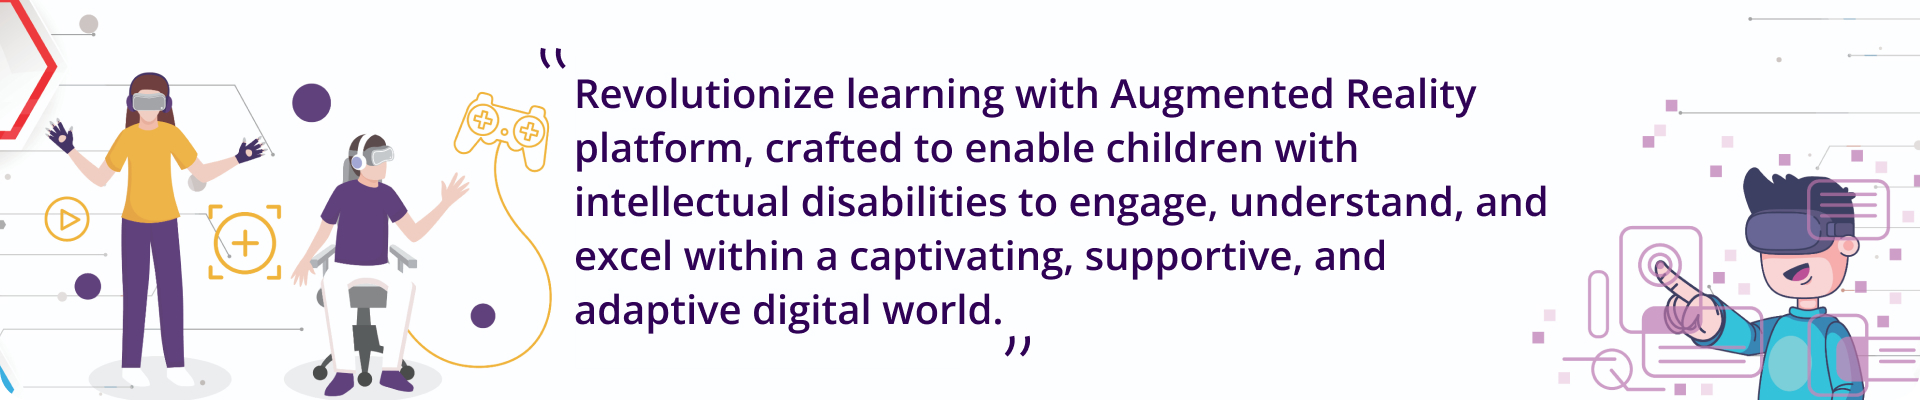 “Revolutionize learning with Augmented Reality
platform, crafted to enable children with
intellectual disabilities to engage, understand, and
excel within a captivating, supportive, and
adaptive digital world.”